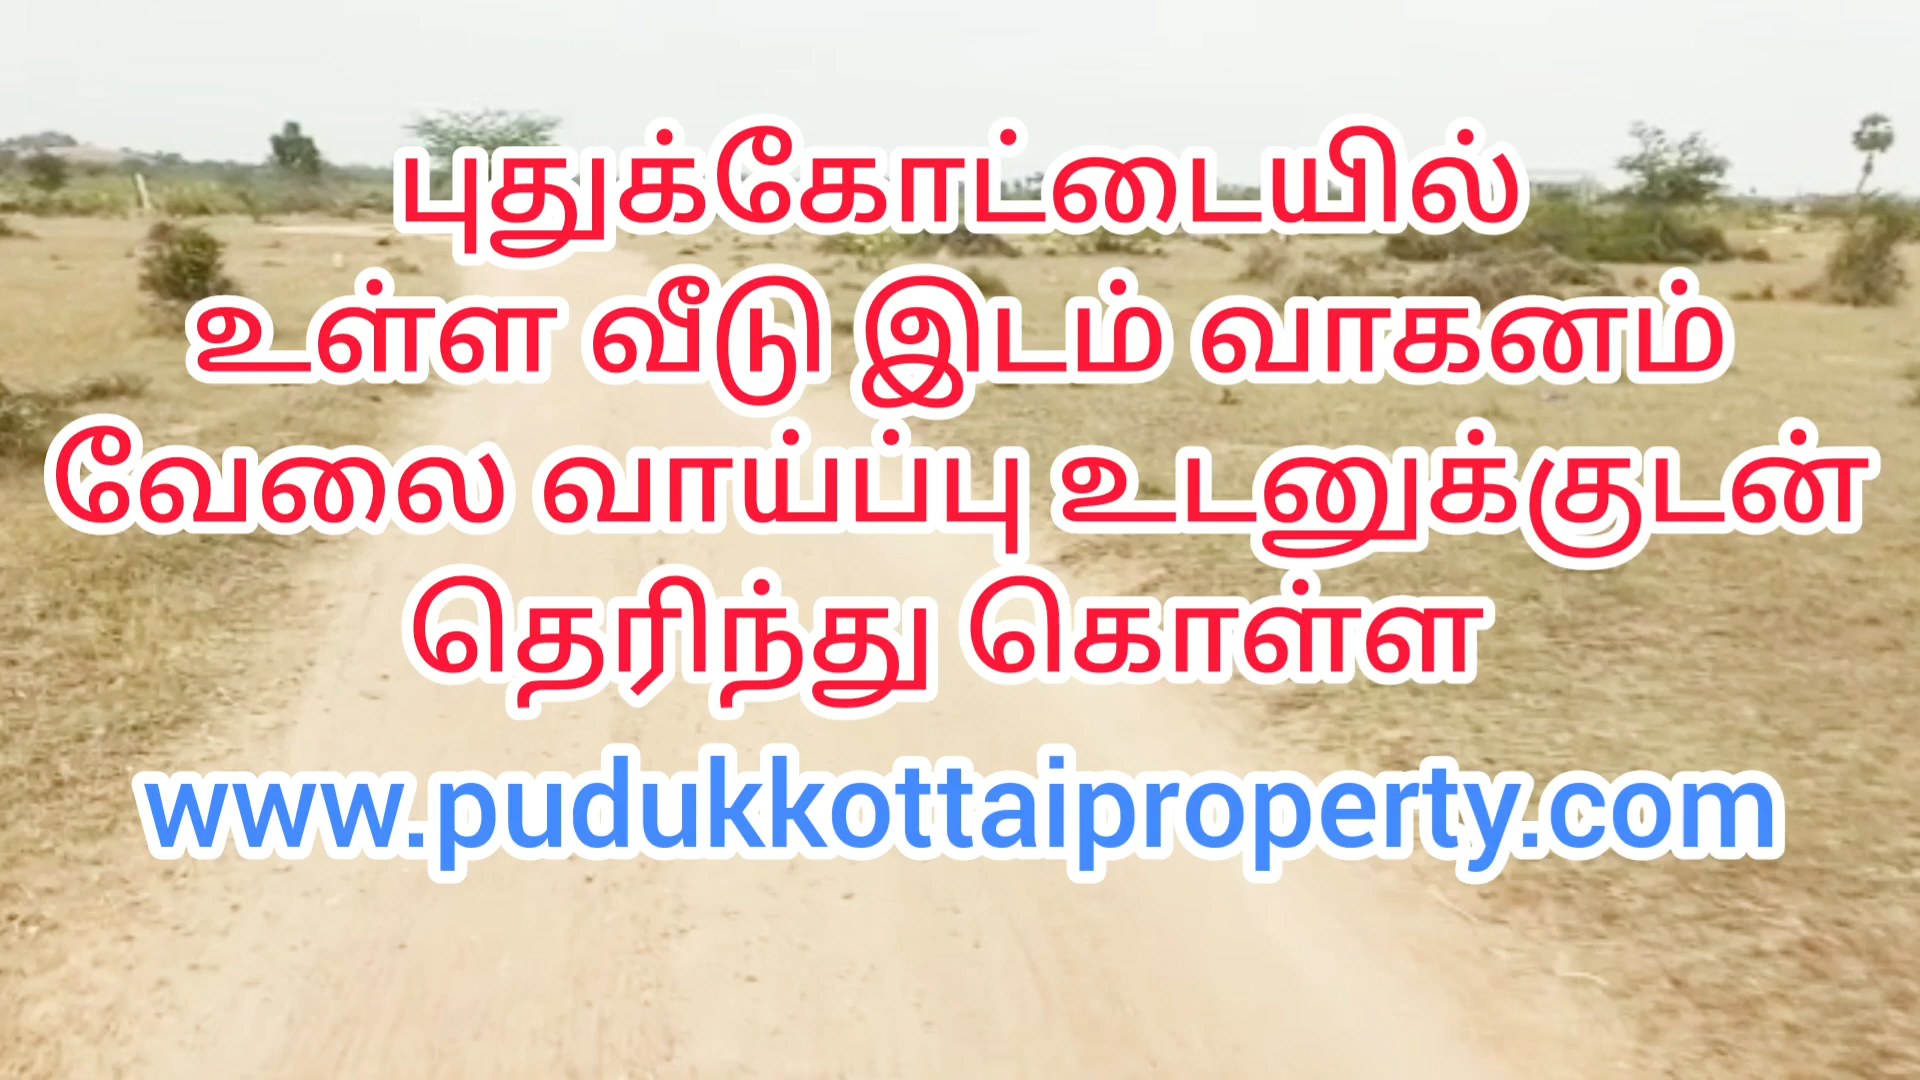 புதுக்கோட்டையில்
உள்ள வீடு இடம் வாகனம்
வேலை வாய்ப்பு உடனுக்குடன்
தெரிந்து கொள்ள
www.pudukkottaiproperty.com